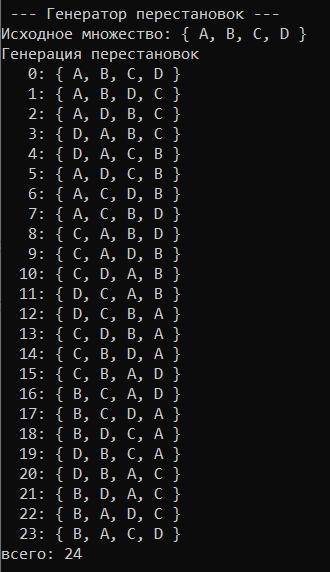 --- Генератор перестановок ---
Исходное множество: { A, B, C, D }
Генерация перестановок
0: { A, B, C, D }
1: { A, B, D, C }
2: { A, D, B, C }
3: { D, A, B, C }
4: { D, A, C, B }
5: { A, D, C, B }
6: { A, C, D, B }
7: { A, C, B, D }
8: { C, A, B, D }
9: { C, A, D, B }
10: { C, D, A, B }
11: { D, C, A, B }
12: { D, C, B, A }
13: { C, D, B, A }
14: { C, B, D, A }
15: { C, B, A, D }
16: { B, C, A, D }
17: { B, C, D, A }
18: { B, D, C, A }
19: { D, B, C, A }
20: { D, B, A, C }
21: { B, D, A, C }
22: { B, A, D, C }
23: { B, A, C, D }
всего: 24